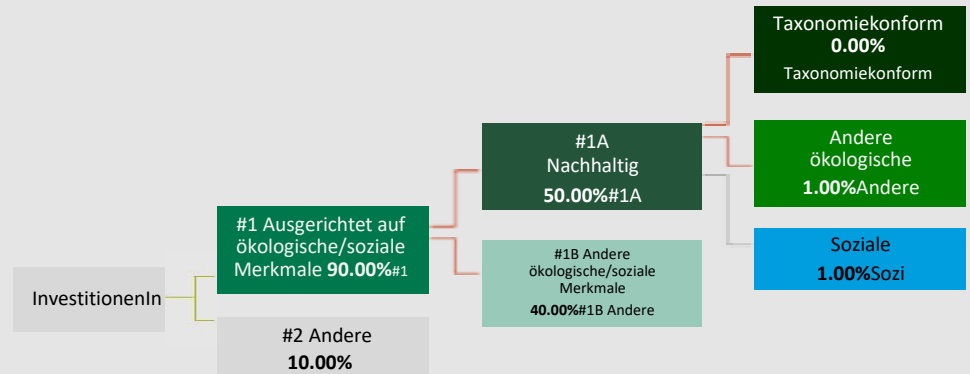 InvestitionenIn
#1 Ausgerichtet auf
ökologische/soziale
Merkmale 90.00%#1
#2 Andere
10.00%
#1A
Nachhaltig
50.00%#1A
#1B Andere
ökologische/soziale
Merkmale
40.00%#1B Andere
Taxonomiekonform
0.00%
Taxonomiekonform
Andere
ökologische
1.00%Andere
Soziale
1.00%Sozi